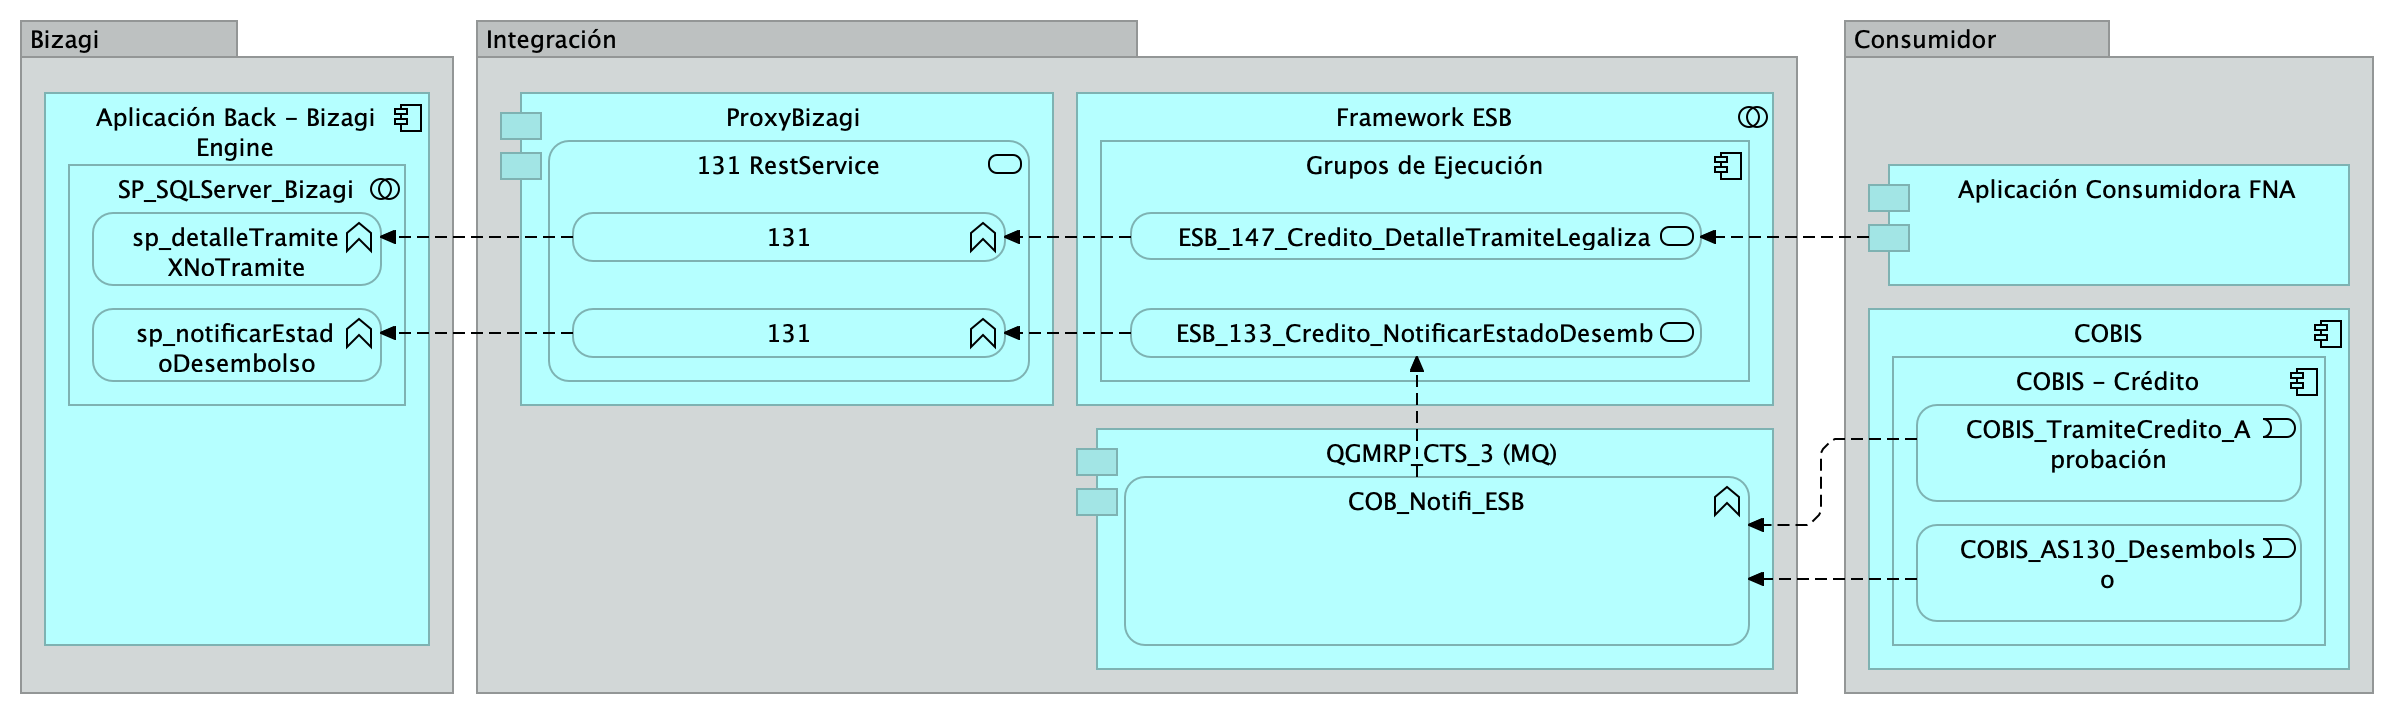 Bizagi
Aplicación Back – Bizagi
Engine
SP_SQLServer_Bizagi
sp_detalleTramite
XNoTramite
sp_notificarEstad
oDesembolso
Integración
ProxyBizagi
131 RestService
131
131
Framework ESB
Grupos de Ejecución
ESB_147_Credito_DetalleTramiteLegaliza
ESB_133_Credito_NotificarEstadoDesemb
QGMRP_CTS_3 (MQ)
COB_Notifi_ESB
Consumidor
Aplicación Consumidora FNA
COBIS
COBIS – Crédito
COBIS_TramiteCredito_A
probación
COBIS_AS130_Desembols
o